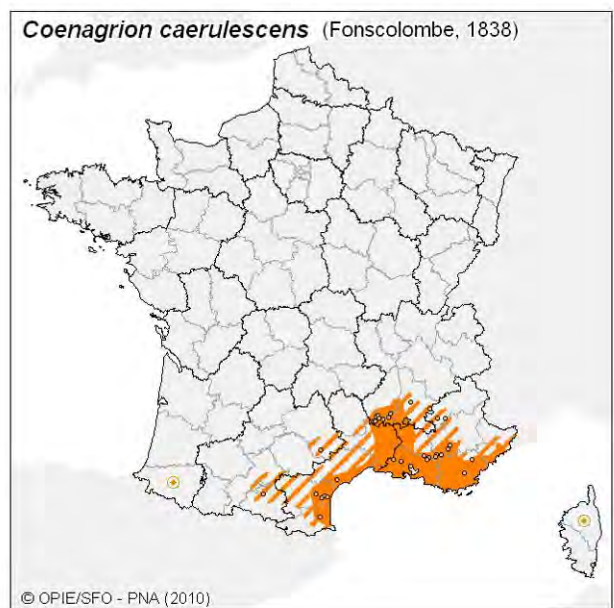 Coenagrion caerulescens (Fonscolombe, 1838)
© OPIE/SFO - PNA (2010)